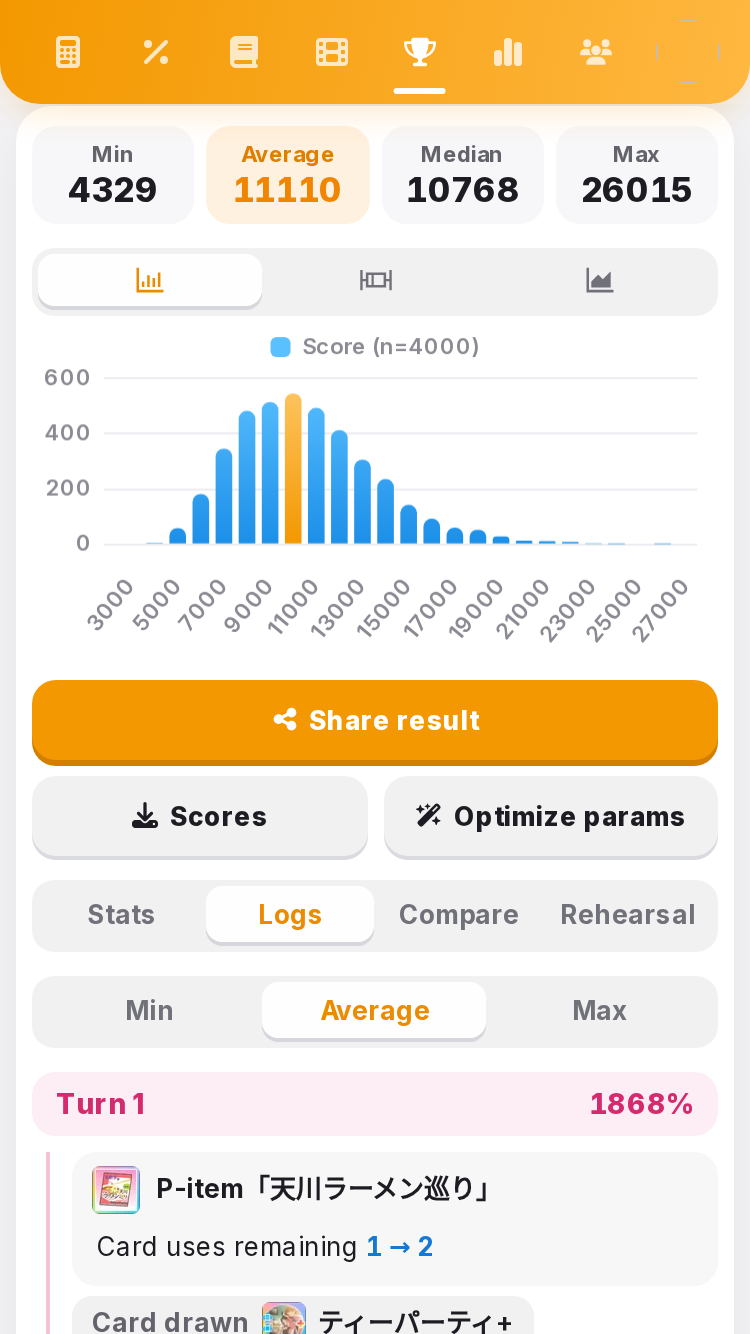 Min Average Median Max
4329 11110 10768 26015
Score (n=4000)
600
400
200
0
3000 5000 7000 9000 11000 13000 15000 17000 19000 21000 23000 25000 27000
Share result
Scores Optimize params
Stats Logs Compare Rehearsal
Min Average Max
Turn 1 1868%
P-item「天川ラーメン巡り」
Card uses remaining 1 → 2
Card drawn ティーパーティ+